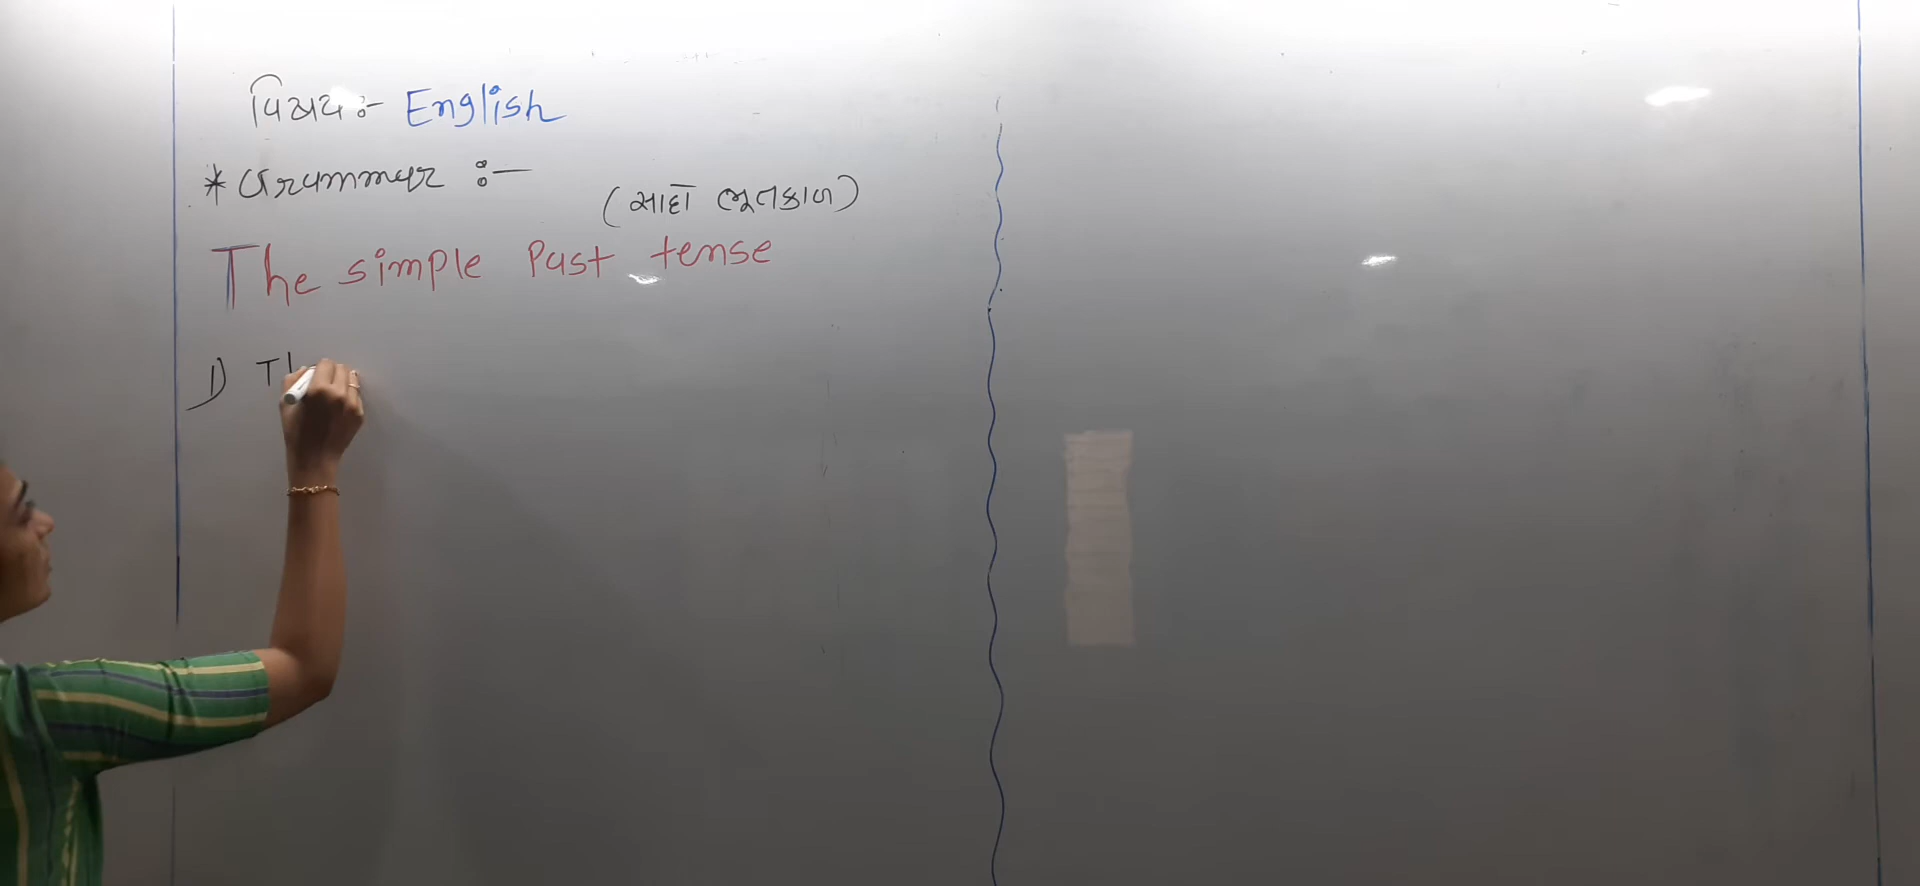 વિષય :- English
* Grammar :-
(સાદો ભૂતકાળ)
The simple Past tense
1) Th